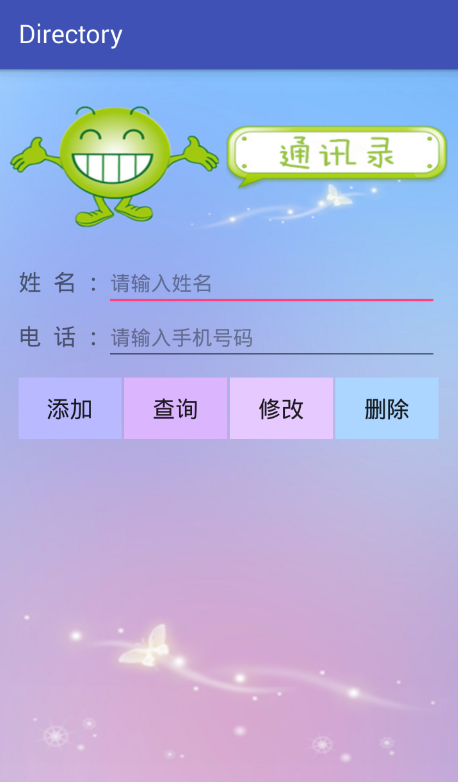 Directory
通讯录
姓 名 ：请输入姓名
电 话 ：请输入手机号码
添加 查询 修改 删除